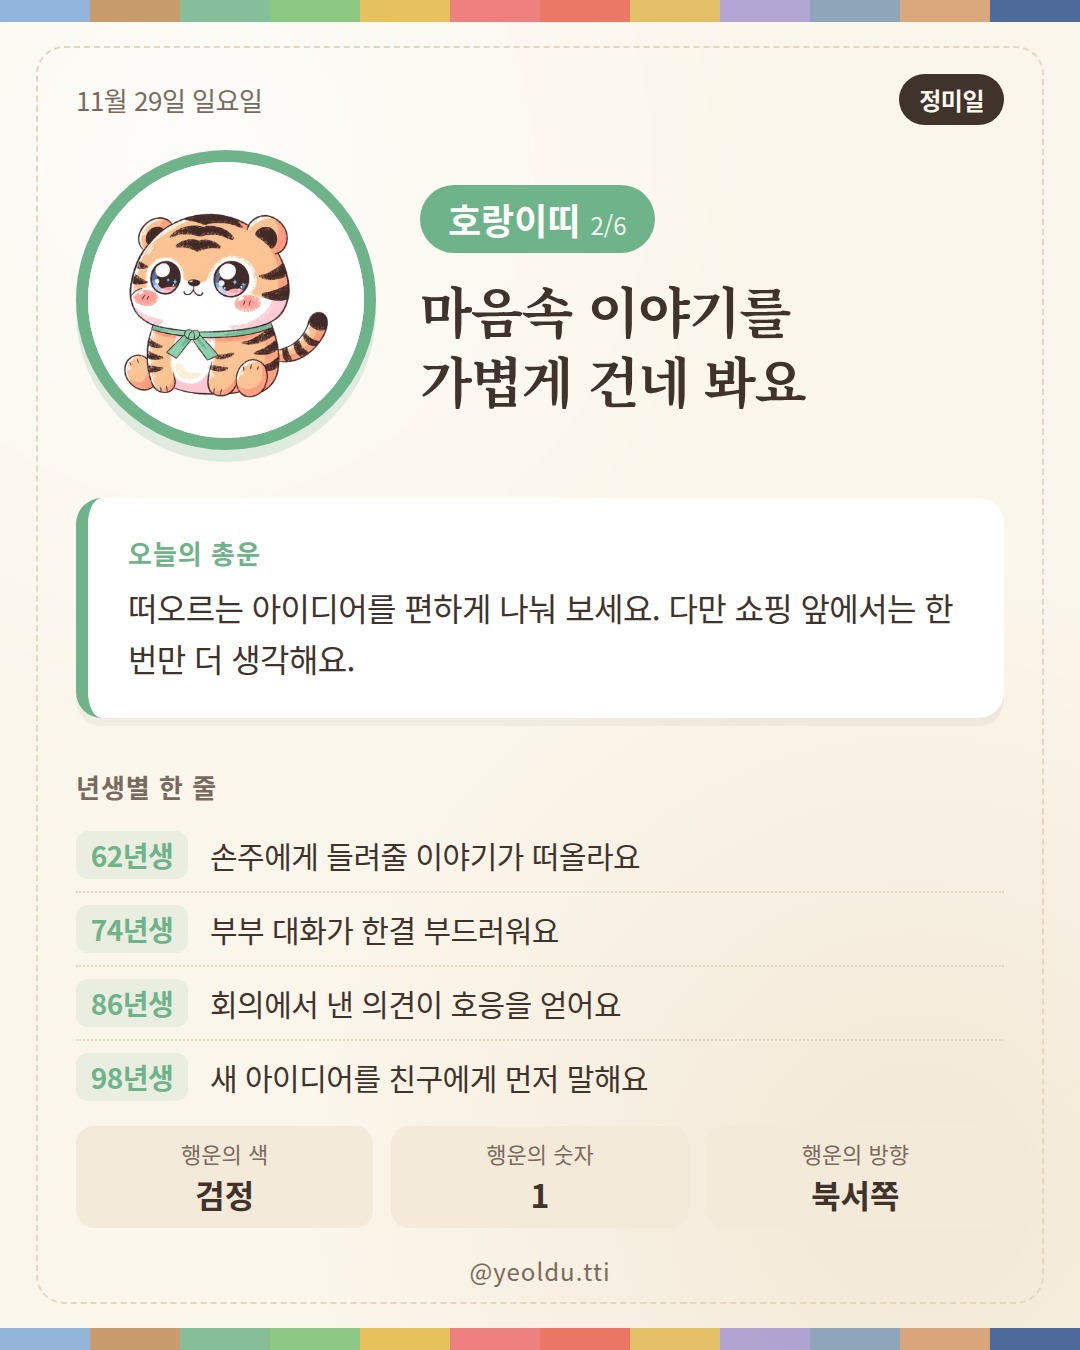 11월 29일 일요일
정미일
호랑이띠 2/6
마음속 이야기를
가볍게 건네 봐요
오늘의 총운
떠오르는 아이디어를 편하게 나눠 보세요. 다만 쇼핑 앞에서는 한
번만 더 생각해요.
년생별 한 줄
62년생 손주에게 들려줄 이야기가 떠올라요
74년생 부부 대화가 한결 부드러워요
86년생 회의에서 낸 의견이 호응을 얻어요
98년생 새 아이디어를 친구에게 먼저 말해요
행운의 색
검정
행운의 숫자
1
행운의 방향
북서쪽
@yeoldu.tti